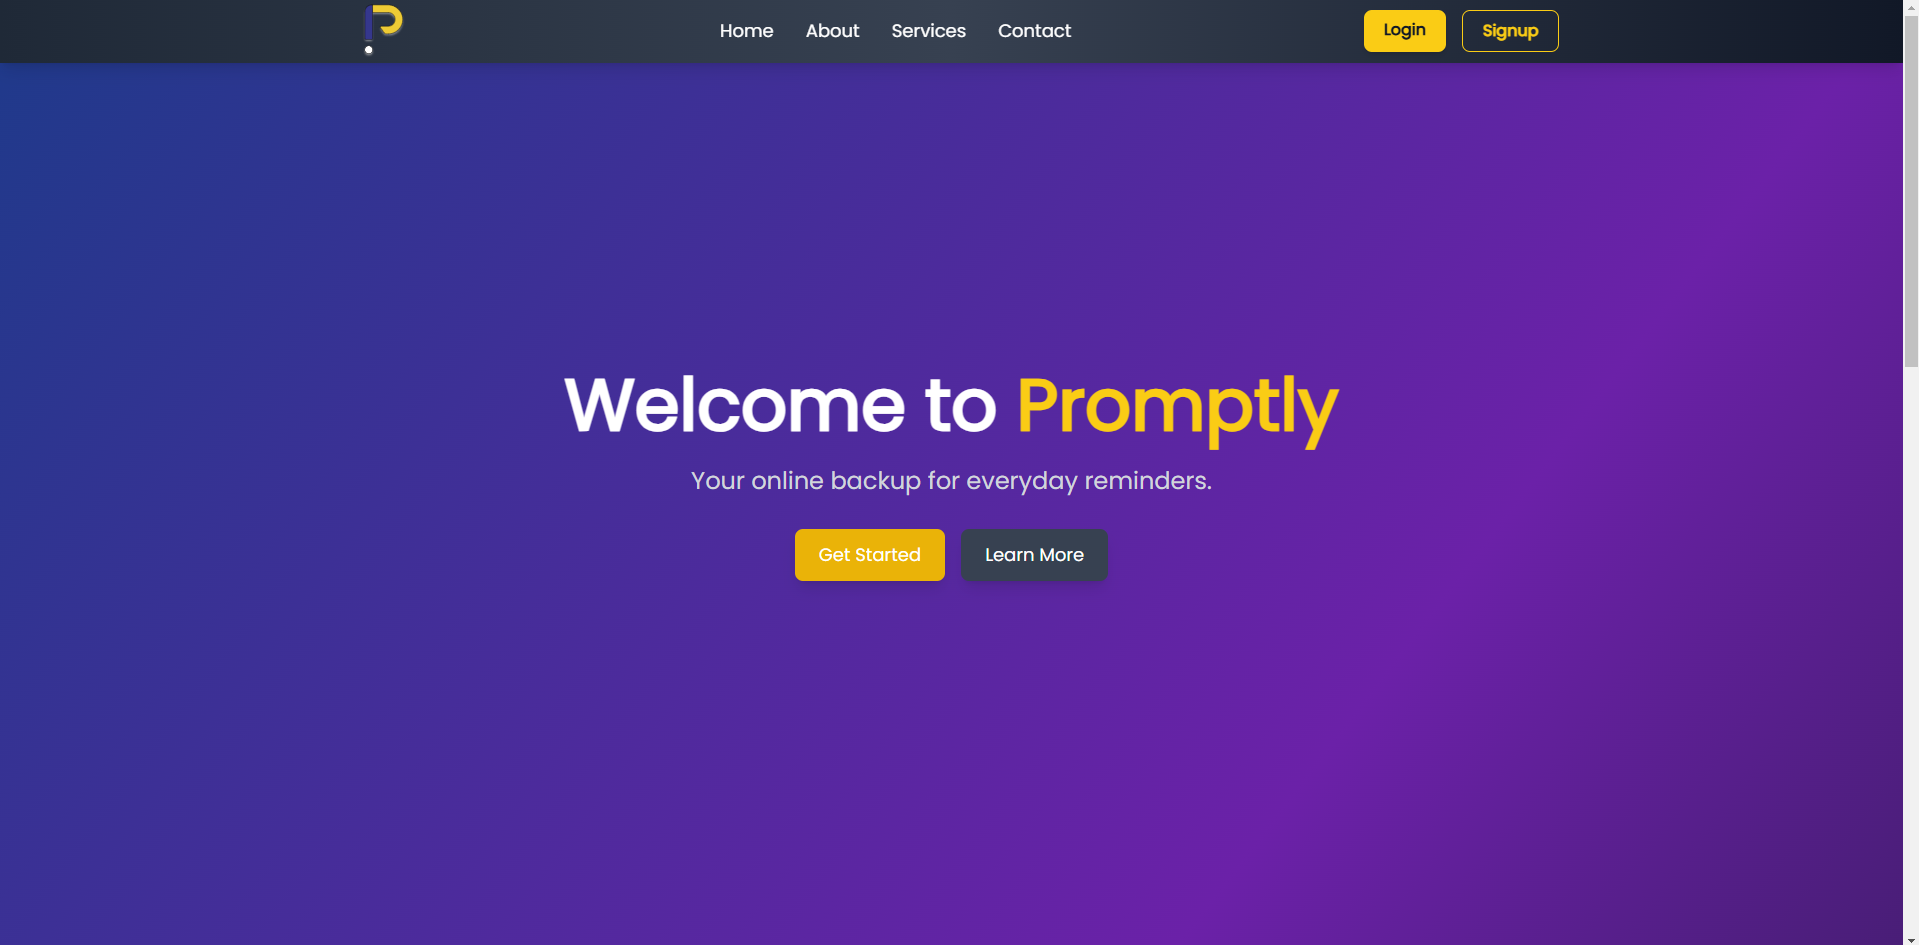 Home About Services Contact Login Signup
Welcome to Promptly
Your online backup for everyday reminders.
Get Started Learn More